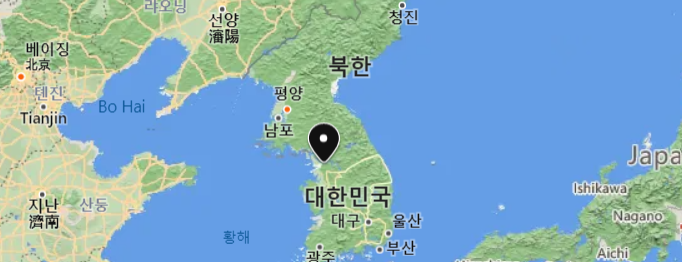 랴오닝
청진
선양
瀋陽
베이징
北京
북한
톈진
Tianjin
Bo Hai
평양
남포
Japa
대한민국
Ishikawa
지난
濟南
산둥
대구
울산
Nagano
황해
부산
광주
Aichi